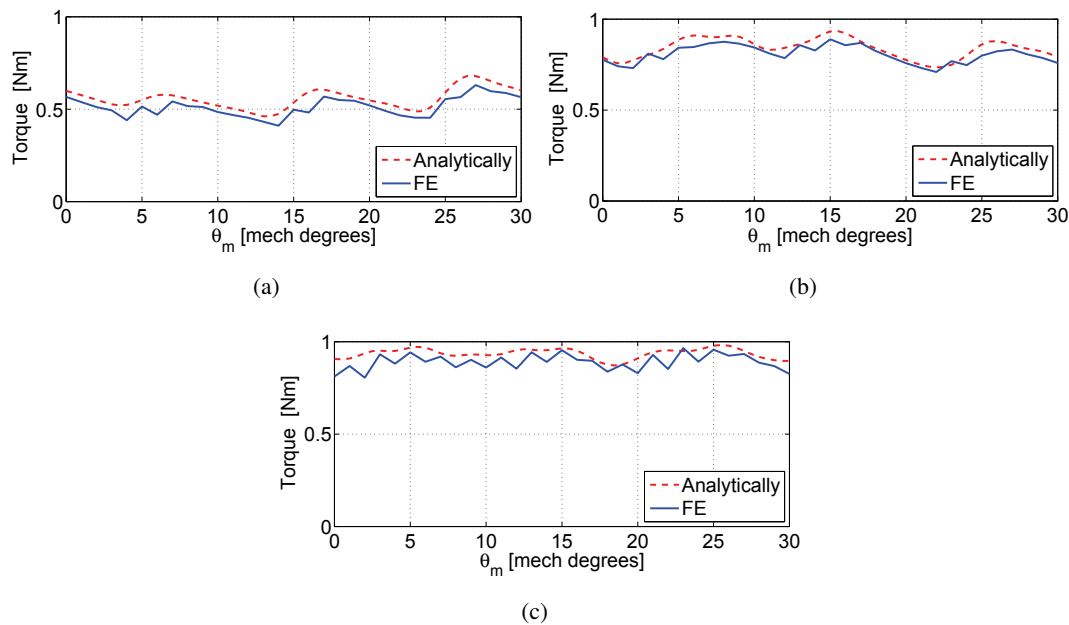 1
0.5
0
Torque [Nm]
0 5 10 15 20 25 30
θm [mech degrees]
Analytically
FE
(a)
1
0.5
0
Torque [Nm]
0 5 10 15 20 25 30
θm [mech degrees]
Analytically
FE
(b)
1
0.5
0
Torque [Nm]
0 5 10 15 20 25 30
θm [mech degrees]
Analytically
FE
(c)